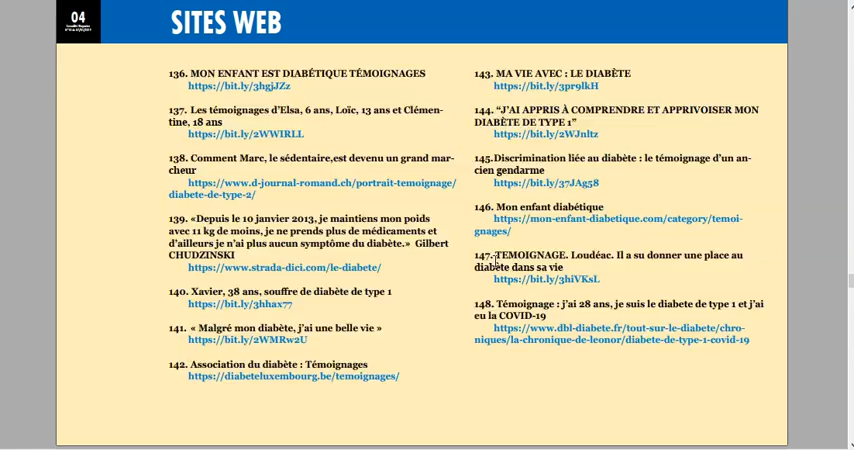 04
SITES WEB
136. MON ENFANT EST DIABÉTIQUE TÉMOIGNAGES
https://bit.ly/3hgjJZz
137. Les témoignages d'Elsa, 6 ans, Loïc, 13 ans et Clémen-
tine, 18 ans
https://bit.ly/2WWIRLL
138. Comment Marc, le sédentaire,est devenu un grand mar-
cheur
https://www.d-journal-romand.ch/portrait-temoignage/
diabete-de-type-2/
139. «Depuis le 10 janvier 2013, je maintiens mon poids
avec 11 kg de moins, je ne prends plus de médicaments et
d'ailleurs je n'ai plus aucun symptôme du diabète.» Gilbert
CHUDZINSKI
https://www.strada-dici.com/le-diabete/
140. Xavier, 38 ans, souffre de diabète de type 1
https://bit.ly/3hhax77
141. « Malgré mon diabète, j'ai une belle vie »
https://bit.ly/2WMRw2U
142. Association du diabète : Témoignages
https://diabeteluxembourg.be/temoignages/
143. MA VIE AVEC : LE DIABÈTE
https://bit.ly/3pr9lkH
144. “J'AI APPRIS À COMPRENDRE ET APPRIVOISER MON
DIABÈTE DE TYPE 1”
https://bit.ly/2WJnltz
145.Discrimination liée au diabète : le témoignage d'un an-
cien gendarme
https://bit.ly/37JAg58
146. Mon enfant diabétique
https://mon-enfant-diabetique.com/category/temoi-
gnages/
147. TEMOIGNAGE. Loudéac. Il a su donner une place au
diabète dans sa vie
https://bit.ly/3hiVKsL
148. Témoignage : j'ai 28 ans, je suis le diabete de type 1 et j'ai
eu la COVID-19
https://www.dbl-diabete.fr/tout-sur-le-diabete/chro-
niques/la-chronique-de-leonor/diabete-de-type-1-covid-19